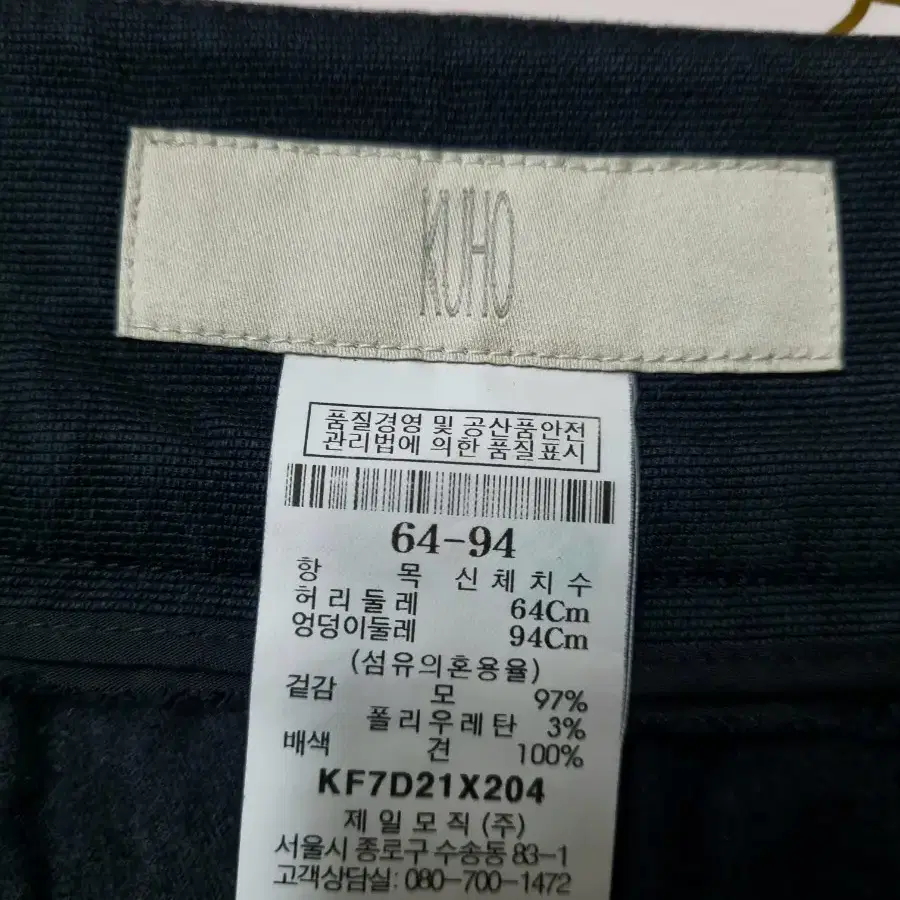 KUHO
품질경영 및 공산품안전
관리법에 의한 품질표시
64-94
항 목 신체치수
허리둘레 64Cm
엉덩이둘레 94Cm
(섬유의혼용율)
겉감 모 97%
폴리우레탄 3%
배색 견 100%
KF7D21X204
제일모직(주)
서울시 종로구 수송동 83-1
고객상담실: 080-700-1472